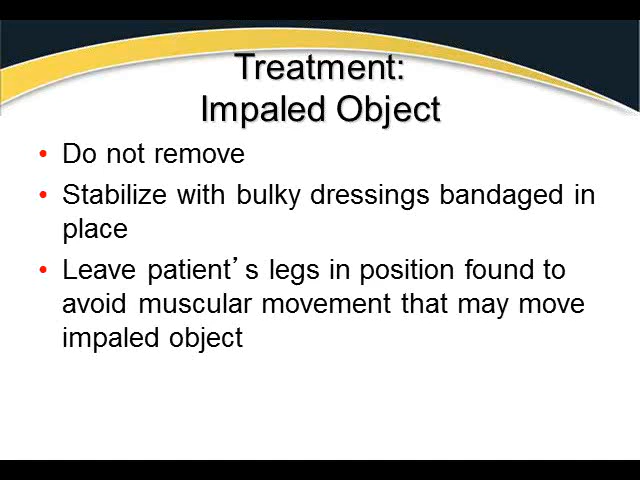 Treatment:
Impaled Object
• Do not remove
• Stabilize with bulky dressings bandaged in
place
• Leave patient’s legs in position found to
avoid muscular movement that may move
impaled object